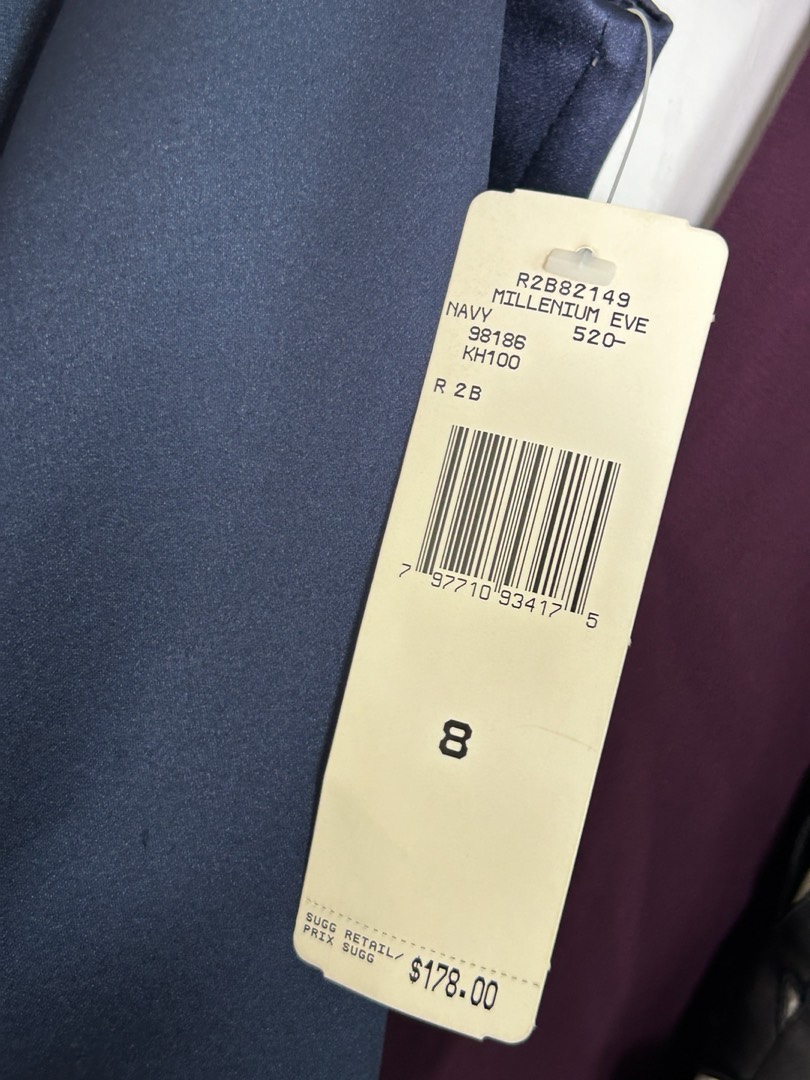 R2B82149
MILLENIUM EVE
NAVY 520-
98186
KH100
R 2B
7 97710 93417 5
8
SUGG RETAIL/
PRIX SUGG
$178.00